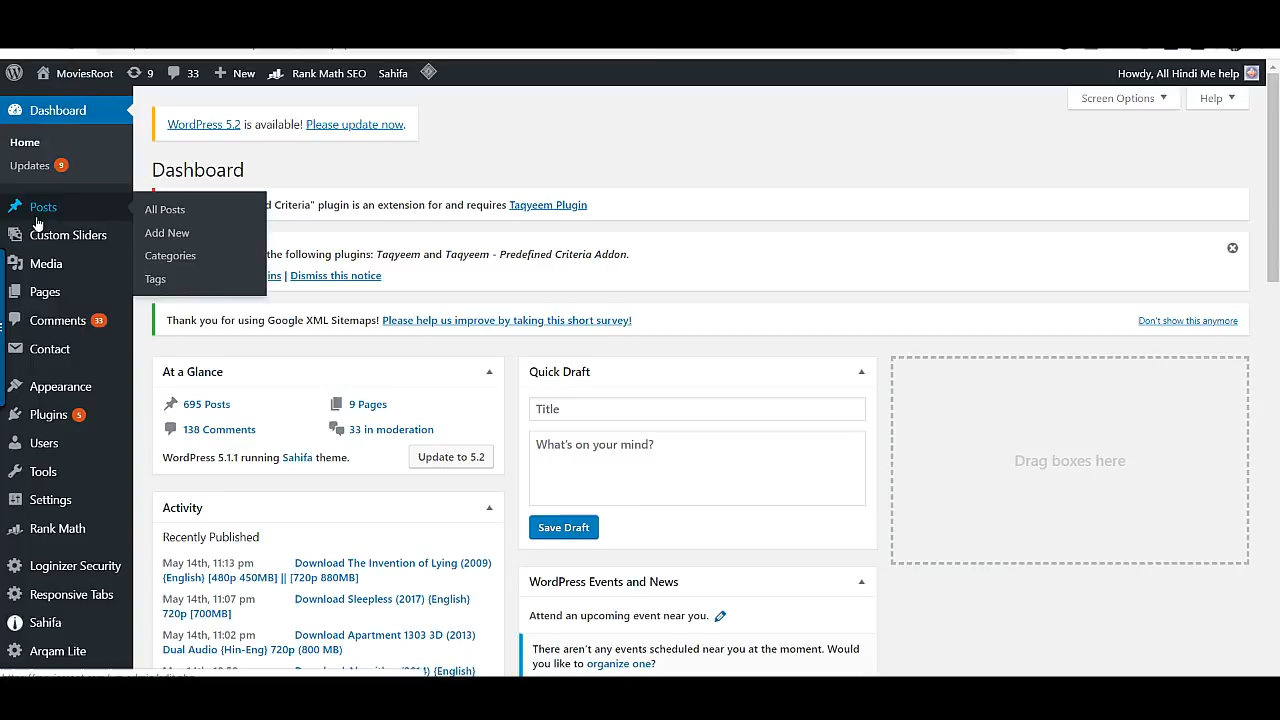 MoviesRoot 9 33 New Rank Math SEO Sahifa Howdy, All Hindi Me help
Screen Options Help
Dashboard
Home
Updates 9
Posts
All Posts
Add New
Categories
Tags
Custom Sliders
Media
Pages
Comments 33
Contact
Appearance
Plugins 5
Users
Tools
Settings
Rank Math
Loginizer Security
Responsive Tabs
Sahifa
Arqam Lite
WordPress 5.2 is available! Please update now.
Dashboard
d Criteria" plugin is an extension for and requires Taqyeem Plugin
the following plugins: Taqyeem and Taqyeem - Predefined Criteria Addon.
ins | Dismiss this notice
Thank you for using Google XML Sitemaps! Please help us improve by taking this short survey! Don't show this anymore
At a Glance
695 Posts 9 Pages
138 Comments 33 in moderation
WordPress 5.1.1 running Sahifa theme. Update to 5.2
Activity
Recently Published
May 14th, 11:13 pm Download The Invention of Lying (2009)
{English} [480p 450MB] || [720p 880MB]
May 14th, 11:07 pm Download Sleepless (2017) {English}
720p [700MB]
May 14th, 11:02 pm Download Apartment 1303 3D (2013)
Dual Audio {Hin-Eng} 720p (800 MB)
Quick Draft
Title
What's on your mind?
Save Draft
WordPress Events and News
Attend an upcoming event near you.
There aren't any events scheduled near you at the moment. Would
you like to organize one?
Drag boxes here